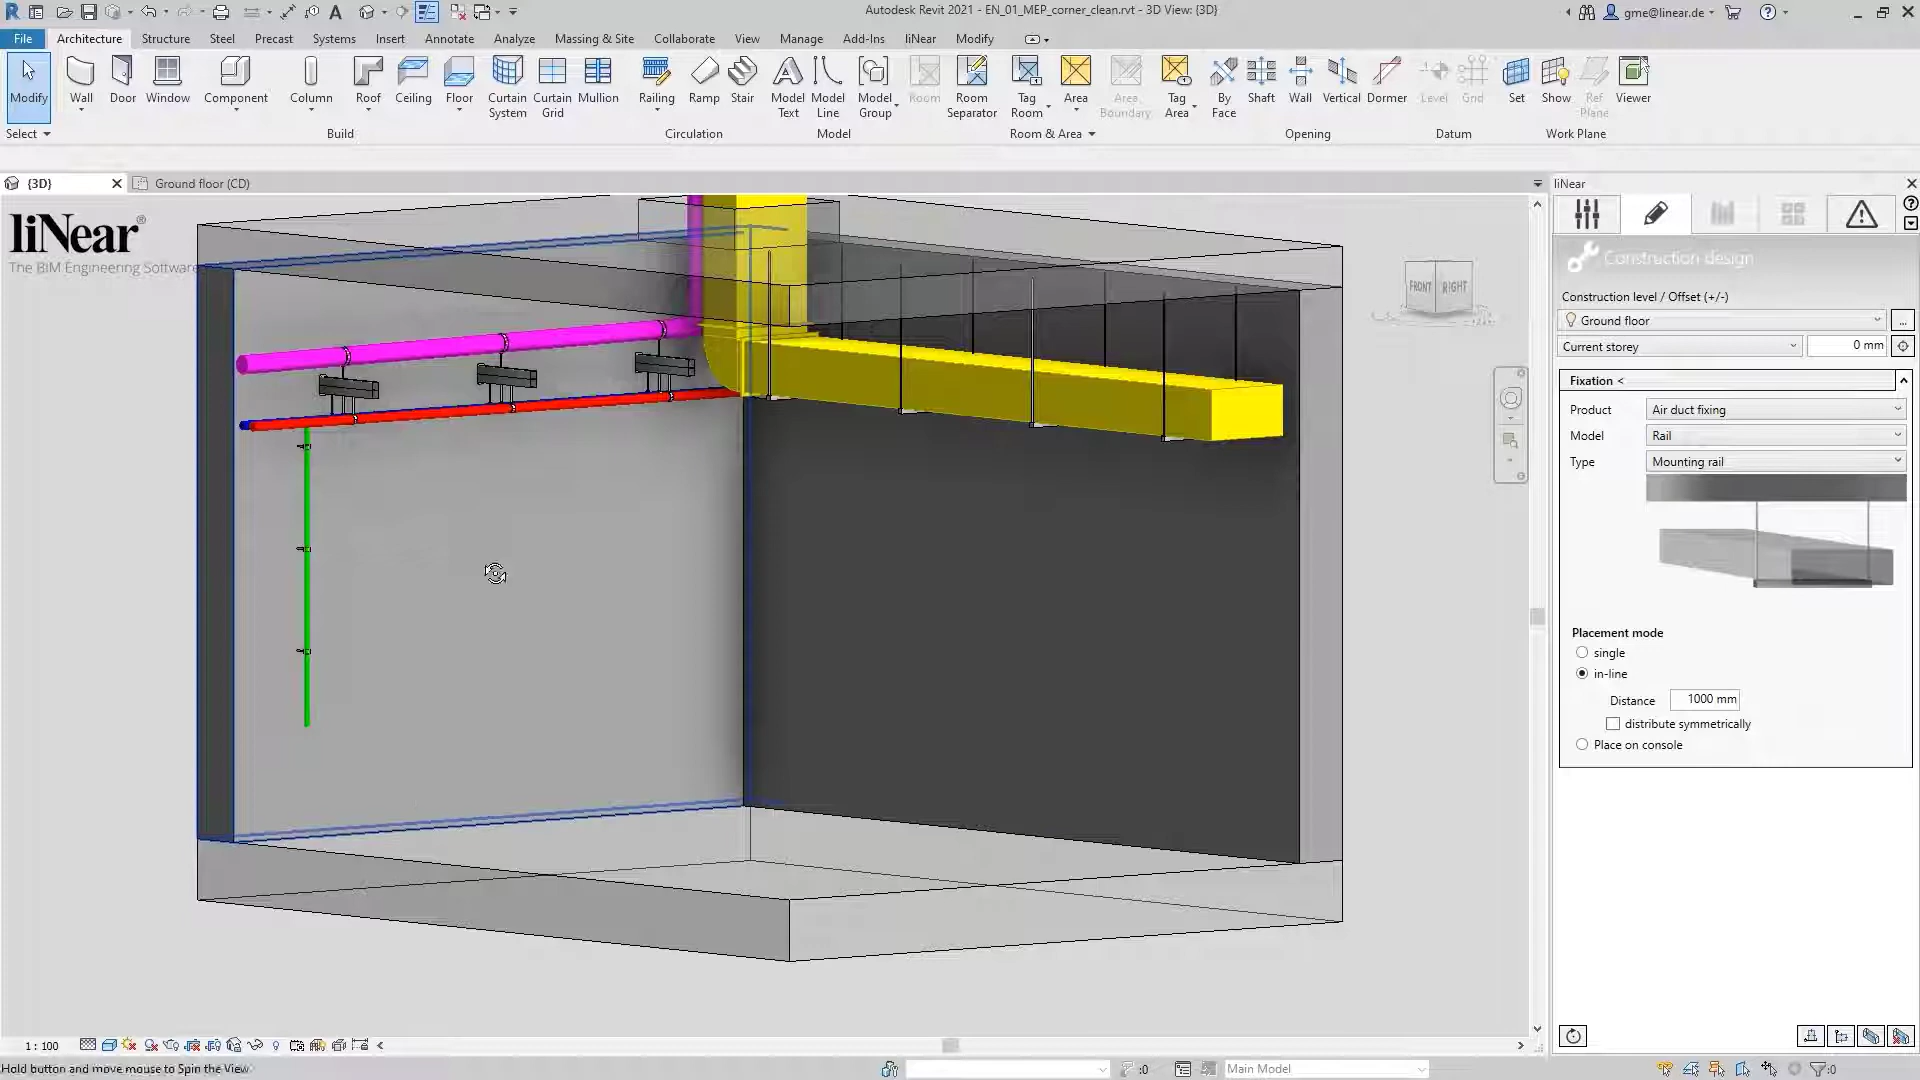 Autodesk Revit 2021 - EN_01_MEP_corner_clean.rvt - 3D View: {3D}
gme@linear.de
File Architecture Structure Steel Precast Systems Insert Annotate Analyze Massing & Site Collaborate View Manage Add-Ins liNear Modify
Modify Wall Door Window Component Column Roof Ceiling Floor Curtain System Curtain Grid Mullion Railing Ramp Stair Model Text Model Line Model Group Room Room Separator Tag Room Area Area Boundary Tag Area By Face Shaft Wall Vertical Dormer Level Grid Set Show Ref Plane Viewer
Select Build Circulation Model Room & Area Opening Datum Work Plane
{3D} Ground floor (CD)
liNear
liNear®
The BIM Engineering Software
FRONT RIGHT
Construction design
Construction level / Offset (+/-)
Ground floor ...
Current storey 0 mm
Fixation <
Product Air duct fixing
Model Rail
Type Mounting rail
Placement mode
single
in-line
Distance 1000 mm
distribute symmetrically
Place on console
1 : 100
Hold button and move mouse to Spin the View
:0 Main Model :0